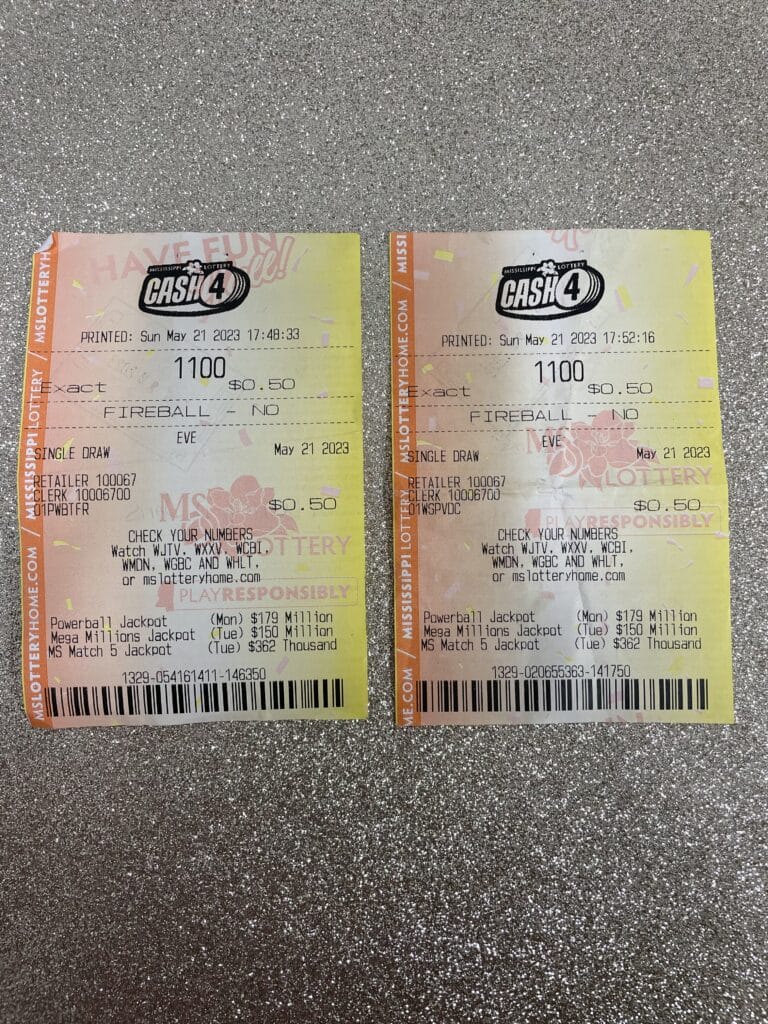 HAVE FUN
MSLOTTERYHOME.COM / MISSISSIPPI LOTTERY / MSLOTTERYH
MISSISSIPPI LOTTERY
CASH 4
PRINTED: Sun May 21 2023 17:48:33
1100
Exact $0.50
FIREBALL - NO
EVE
SINGLE DRAW May 21 2023
RETAILER 100067
CLERK 10006700
01PWBTFR $0.50
MS LOTTERY
CHECK YOUR NUMBERS
Watch WJTV, WXXV, WCBI,
WMDN, WGBC AND WHLT,
or mslotteryhome.com
PLAYRESPONSIBLY
Powerball Jackpot (Mon) $179 Million
Mega Millions Jackpot (Tue) $150 Million
MS Match 5 Jackpot (Tue) $362 Thousand
1329-054161411-146350
ME.COM / MISSISSIPPI LOTTERY / MSLOTTERYHOME.COM / MISSI
MISSISSIPPI LOTTERY
CASH 4
PRINTED: Sun May 21 2023 17:52:16
1100
Exact $0.50
FIREBALL - NO
EVE
SINGLE DRAW May 21 2023
MS LOTTERY
RETAILER 100067
CLERK 10006700
01WSPVDC $0.50
PLAYRESPONSIBLY
CHECK YOUR NUMBERS
Watch WJTV, WXXV, WCBI,
WMDN, WGBC AND WHLT,
or mslotteryhome.com
Powerball Jackpot (Mon) $179 Million
Mega Millions Jackpot (Tue) $150 Million
MS Match 5 Jackpot (Tue) $362 Thousand
1329-020655363-141750